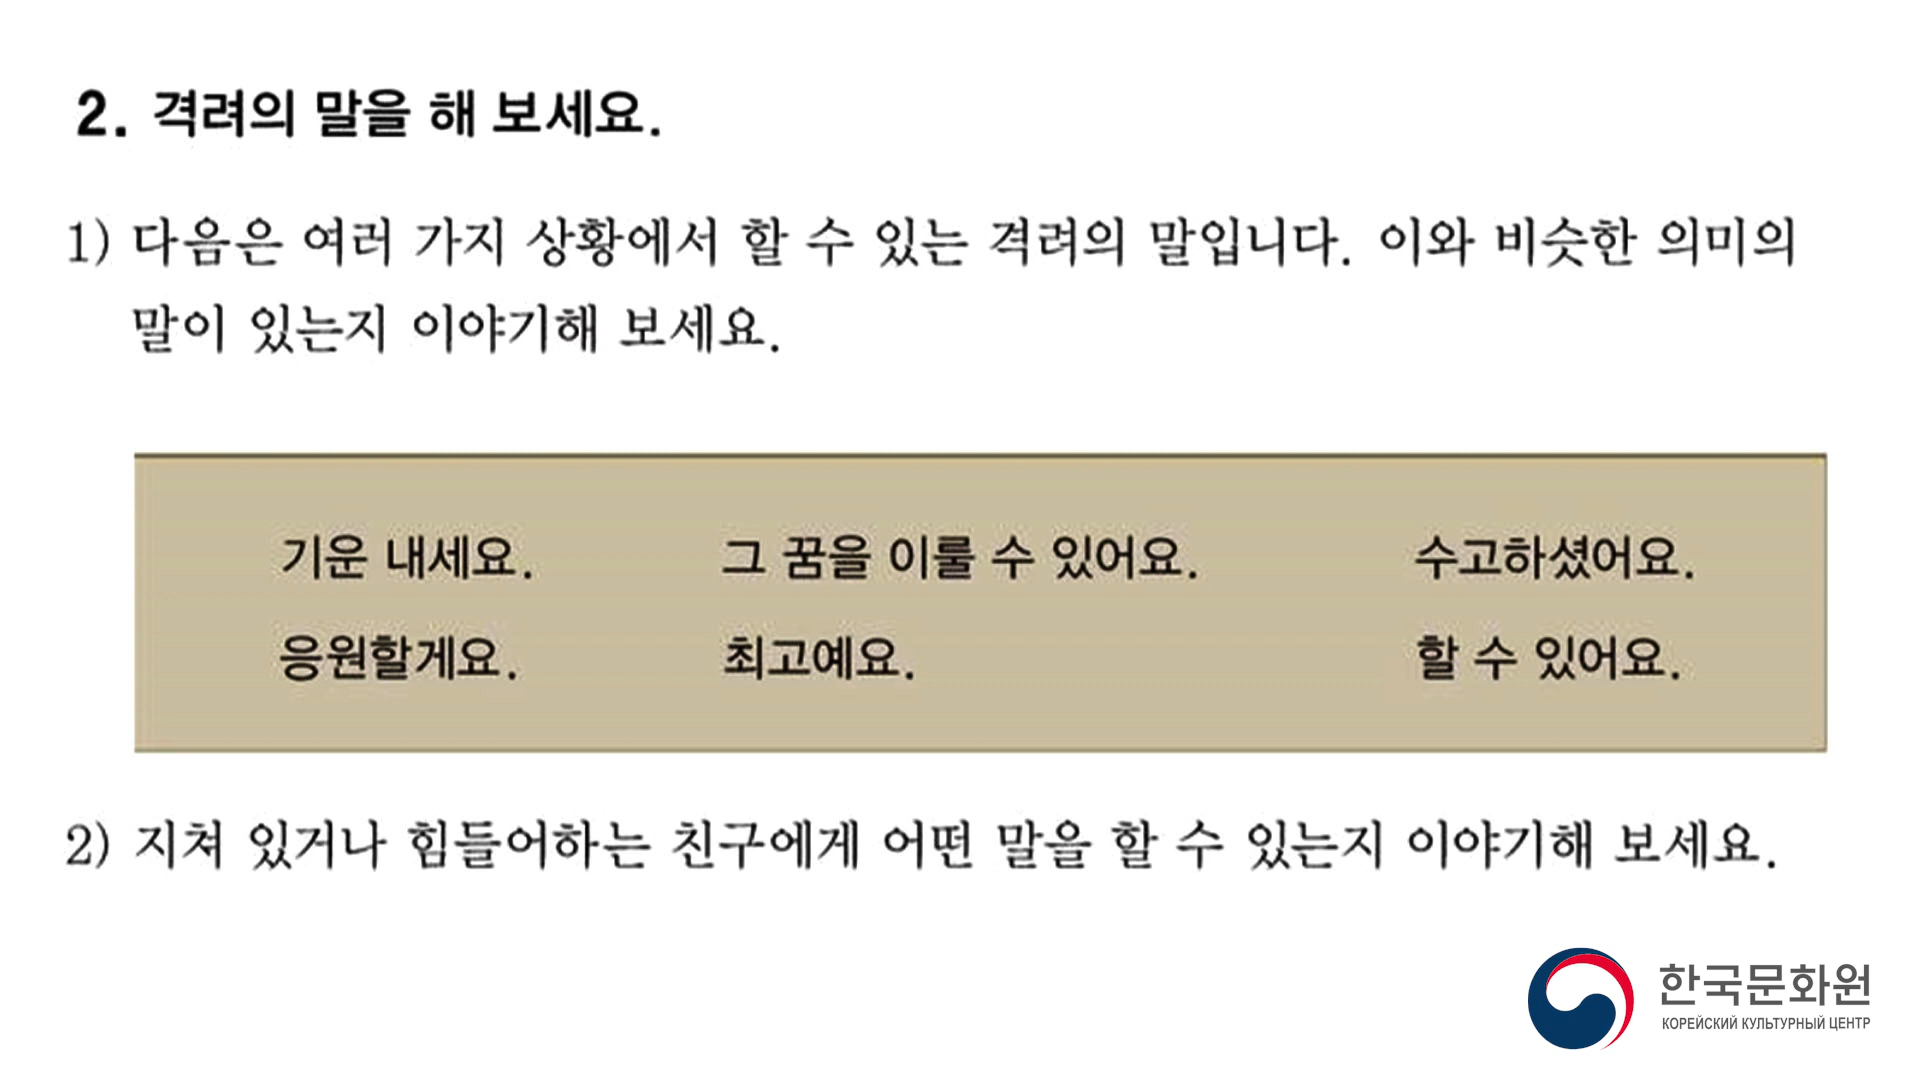 2. 격려의 말을 해 보세요.
1) 다음은 여러 가지 상황에서 할 수 있는 격려의 말입니다. 이와 비슷한 의미의
말이 있는지 이야기해 보세요.
기운 내세요. 그 꿈을 이룰 수 있어요. 수고하셨어요.
응원할게요. 최고예요. 할 수 있어요.
2) 지쳐 있거나 힘들어하는 친구에게 어떤 말을 할 수 있는지 이야기해 보세요.
한국문화원
КОРЕЙСКИЙ КУЛЬТУРНЫЙ ЦЕНТР